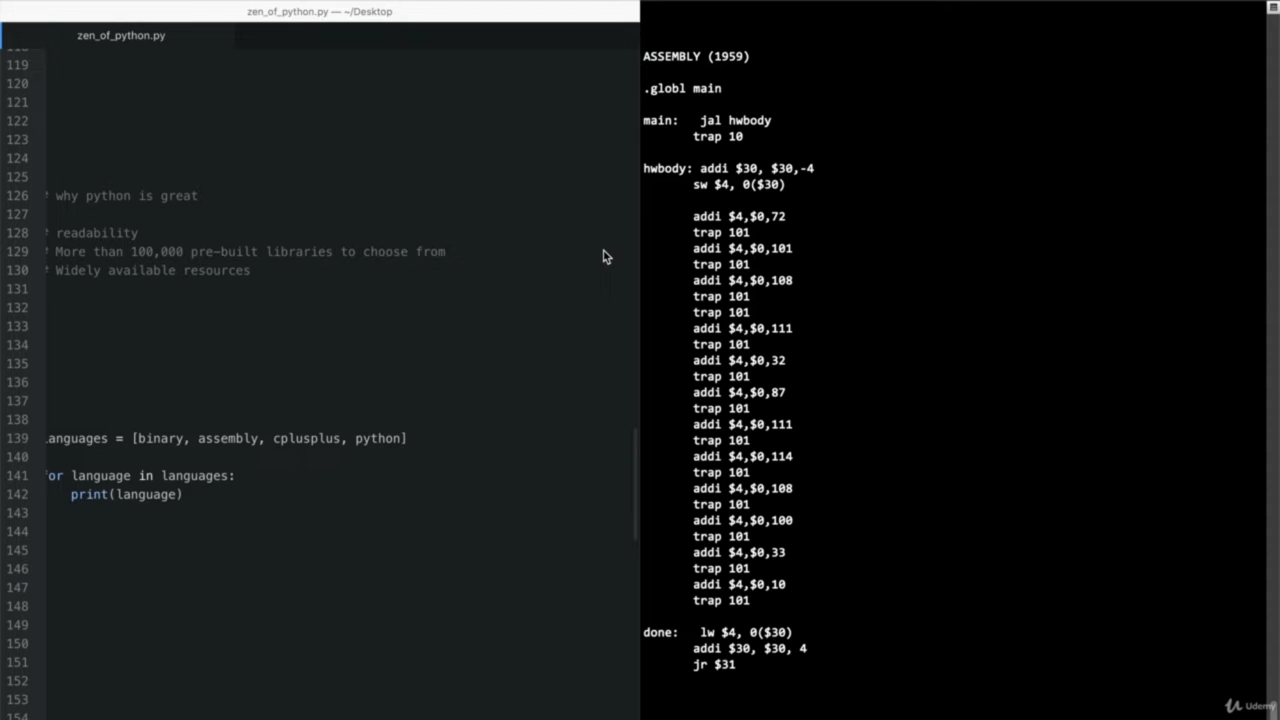 zen_of_python.py — ~/Desktop
zen_of_python.py
119
120
121
122
123
124
125
126 # why python is great
127
128 # readability
129 # More than 100,000 pre-built libraries to choose from
130 # Widely available resources
131
132
133
134
135
136
137
138
139 languages = [binary, assembly, cplusplus, python]
140
141 for language in languages:
142 print(language)
143
144
145
146
147
148
149
150
151
152
153
154
ASSEMBLY (1959)
.globl main
main: jal hwbody
trap 10
hwbody: addi $30, $30,-4
sw $4, 0($30)
addi $4,$0,72
trap 101
addi $4,$0,101
trap 101
addi $4,$0,108
trap 101
trap 101
addi $4,$0,111
trap 101
addi $4,$0,32
trap 101
addi $4,$0,87
trap 101
addi $4,$0,111
trap 101
addi $4,$0,114
trap 101
addi $4,$0,108
trap 101
addi $4,$0,100
trap 101
addi $4,$0,33
trap 101
addi $4,$0,10
trap 101
done: lw $4, 0($30)
addi $30, $30, 4
jr $31
Udemy